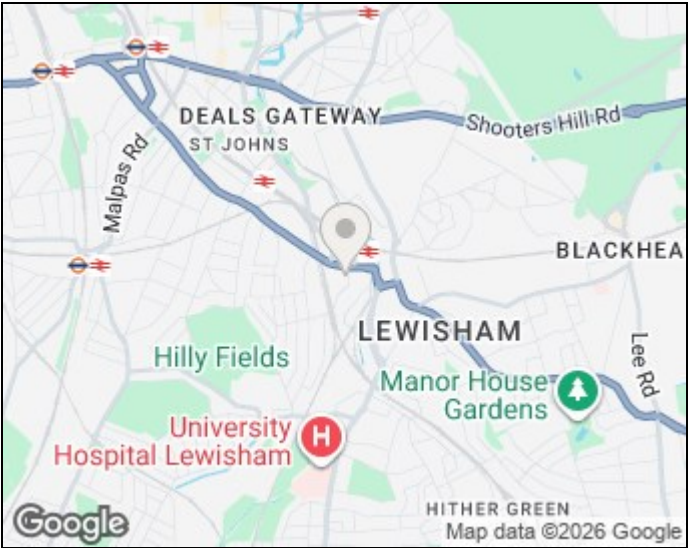 DEALS GATEWAY
Shooters Hill Rd
ST JOHNS
Malpas Rd
BLACKHEA
LEWISHAM
Lee Rd
Hilly Fields
Manor House
Gardens
University
Hospital Lewisham
H
HITHER GREEN
Google
Map data ©2026 Google